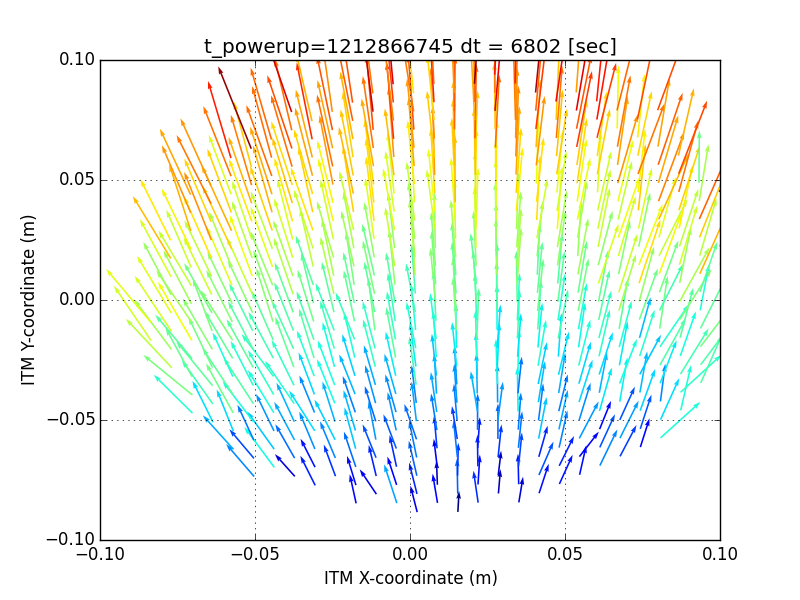 t_powerup=1212866745 dt = 6802 [sec]
0.10
0.05
0.00
−0.05
−0.10
ITM Y-coordinate (m)
−0.10 −0.05 0.00 0.05 0.10
ITM X-coordinate (m)